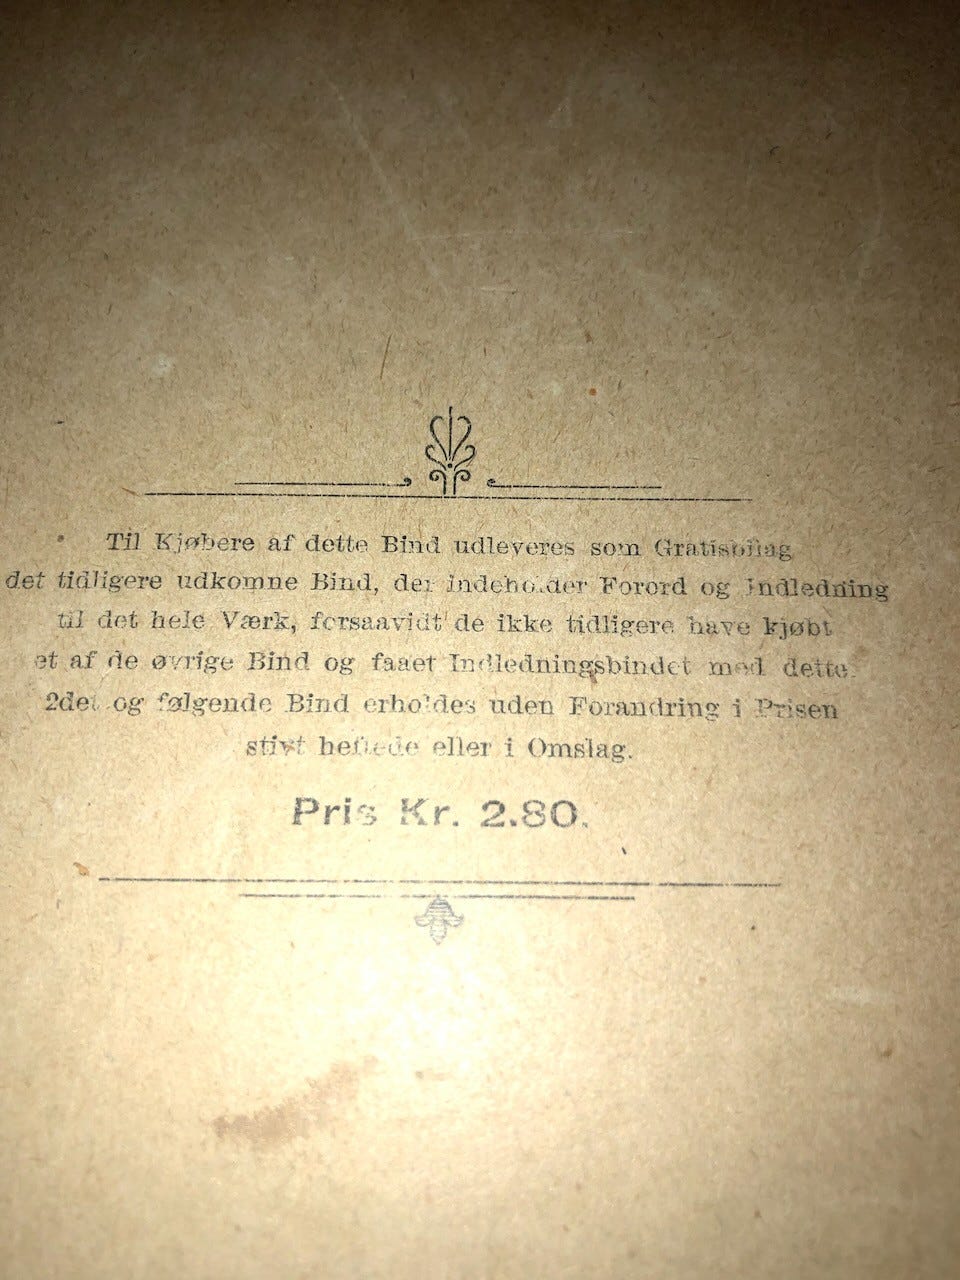 Til Kjøbere af dette Bind udleveres som Gratisbilag
det tidligere udkomne Bind, der indeholder Forord og Indledning
til det hele Værk, forsaavidt de ikke tidligere have kjøbt
et af de øvrige Bind og faaet Indledningsbindet med dette.
2det og følgende Bind erholdes uden Forandring i Prisen
stivt heftede eller i Omslag.
Pris Kr. 2.80.